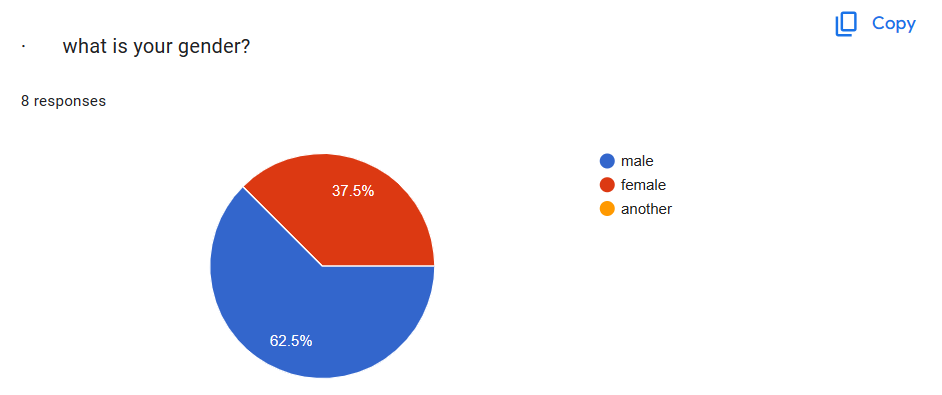 Copy
· what is your gender?
8 responses
37.5%
62.5%
male
female
another